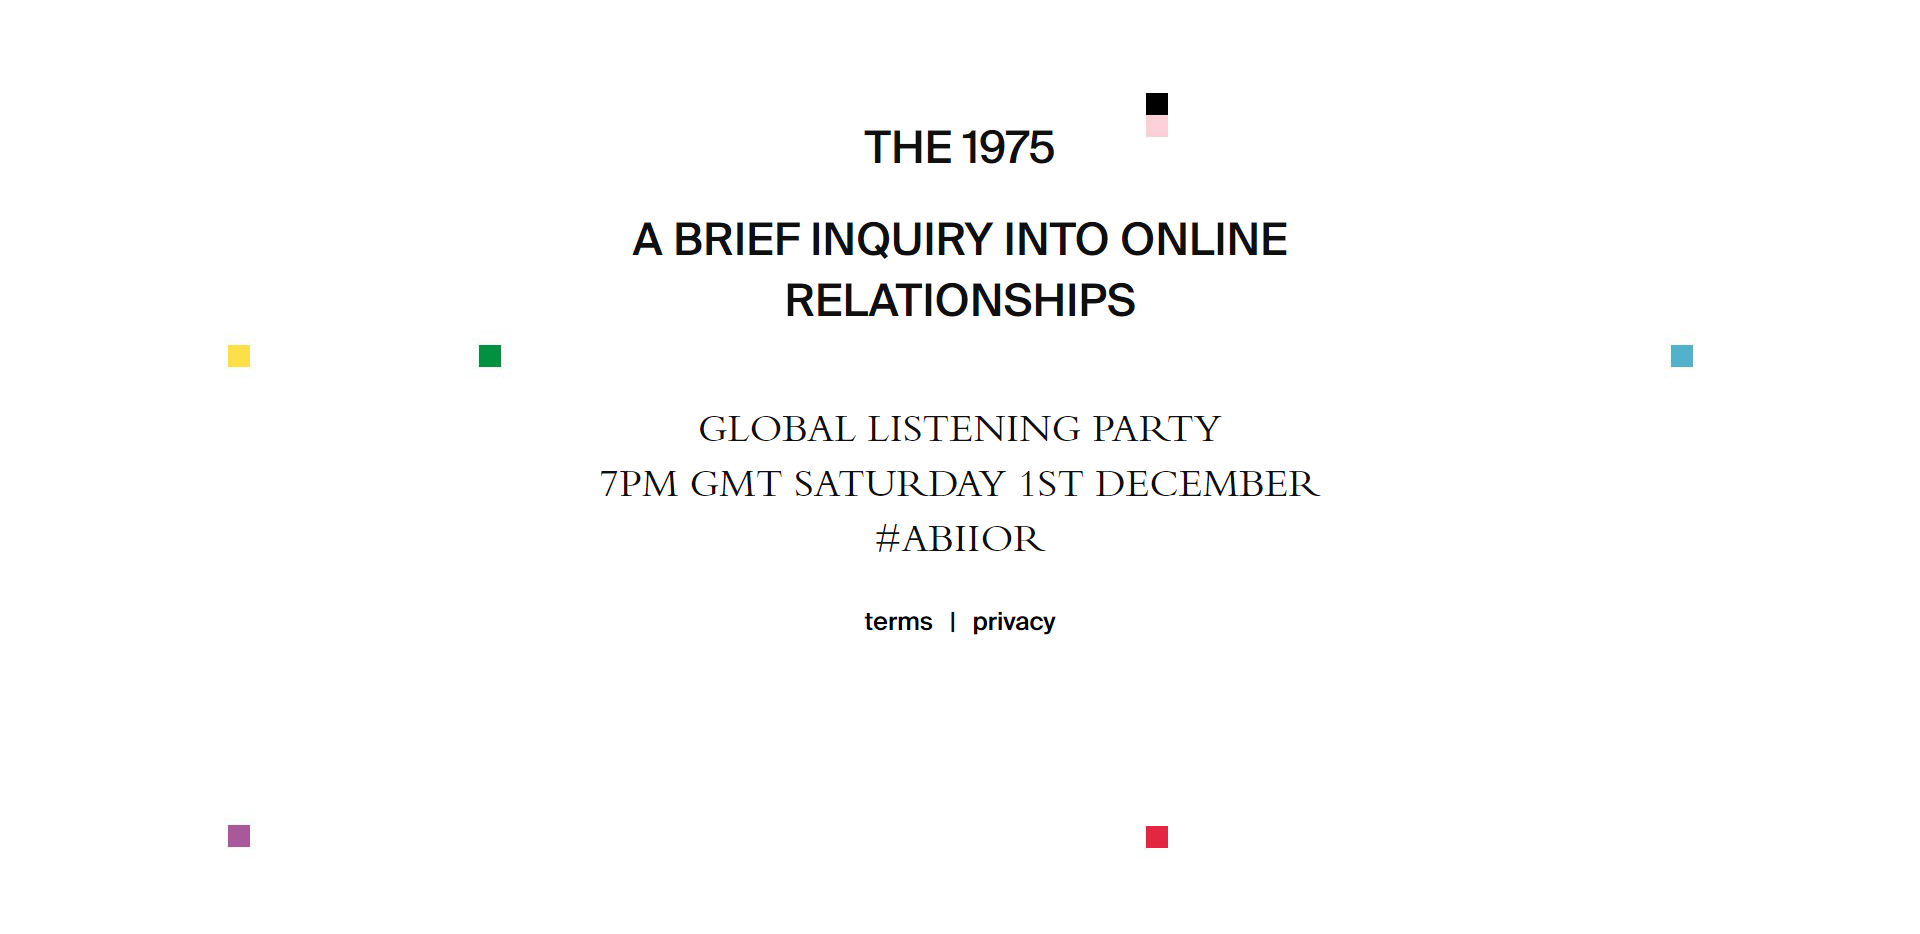 THE 1975
A BRIEF INQUIRY INTO ONLINE
RELATIONSHIPS
GLOBAL LISTENING PARTY
7PM GMT SATURDAY 1ST DECEMBER
#ABIIOR
terms | privacy